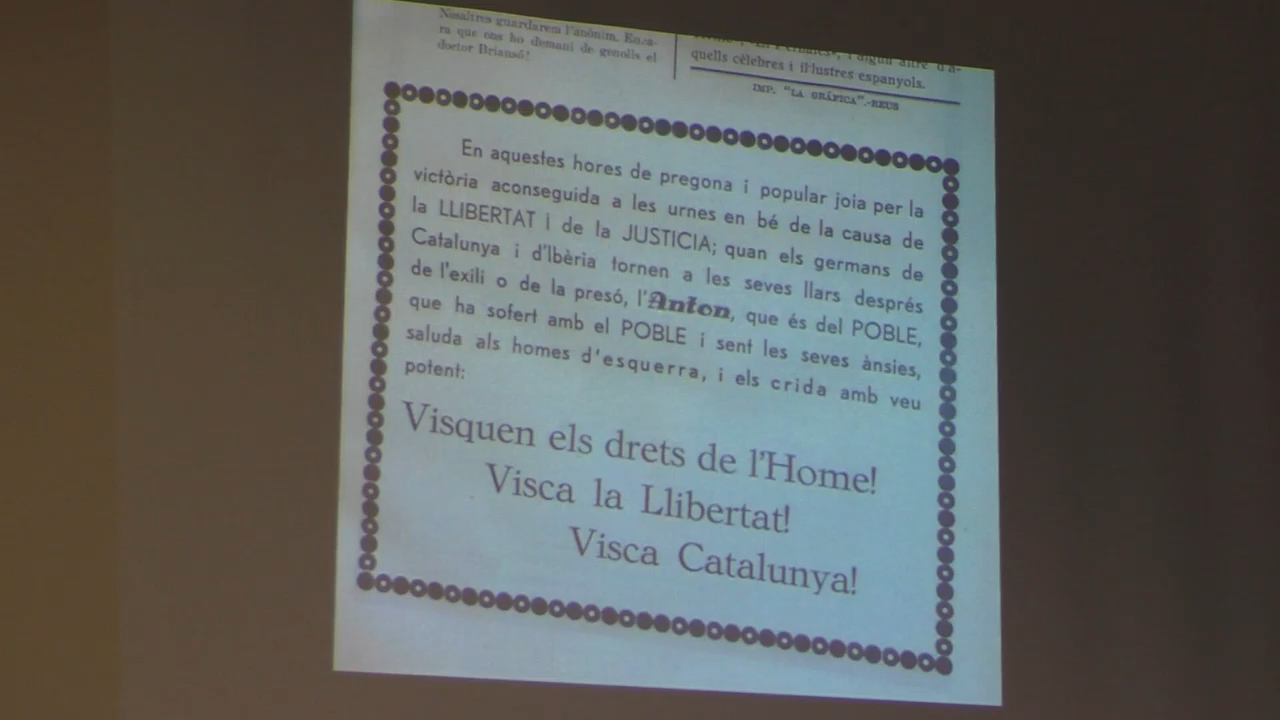 Nosaltres guardarem l'anònim. Enca-
ra que ens ho demani de genolls el
doctor Briansó!
i algun altre d'a-
quells cèlebres i il·lustres espanyols.
IMP. "LA GRÁFICA".-REUS
En aquestes hores de pregona i popular joia per la
victòria aconseguida a les urnes en bé de la causa de
la LLIBERTAT i de la JUSTICIA; quan els germans de
Catalunya i d'Ibèria tornen a les seves llars després
de l'exili o de la presó, l'Anton, que és del POBLE,
que ha sofert amb el POBLE i sent les seves ànsies,
saluda als homes d'esquerra, i els crida amb veu
potent:
Visquen els drets de l'Home!
Visca la Llibertat!
Visca Catalunya!